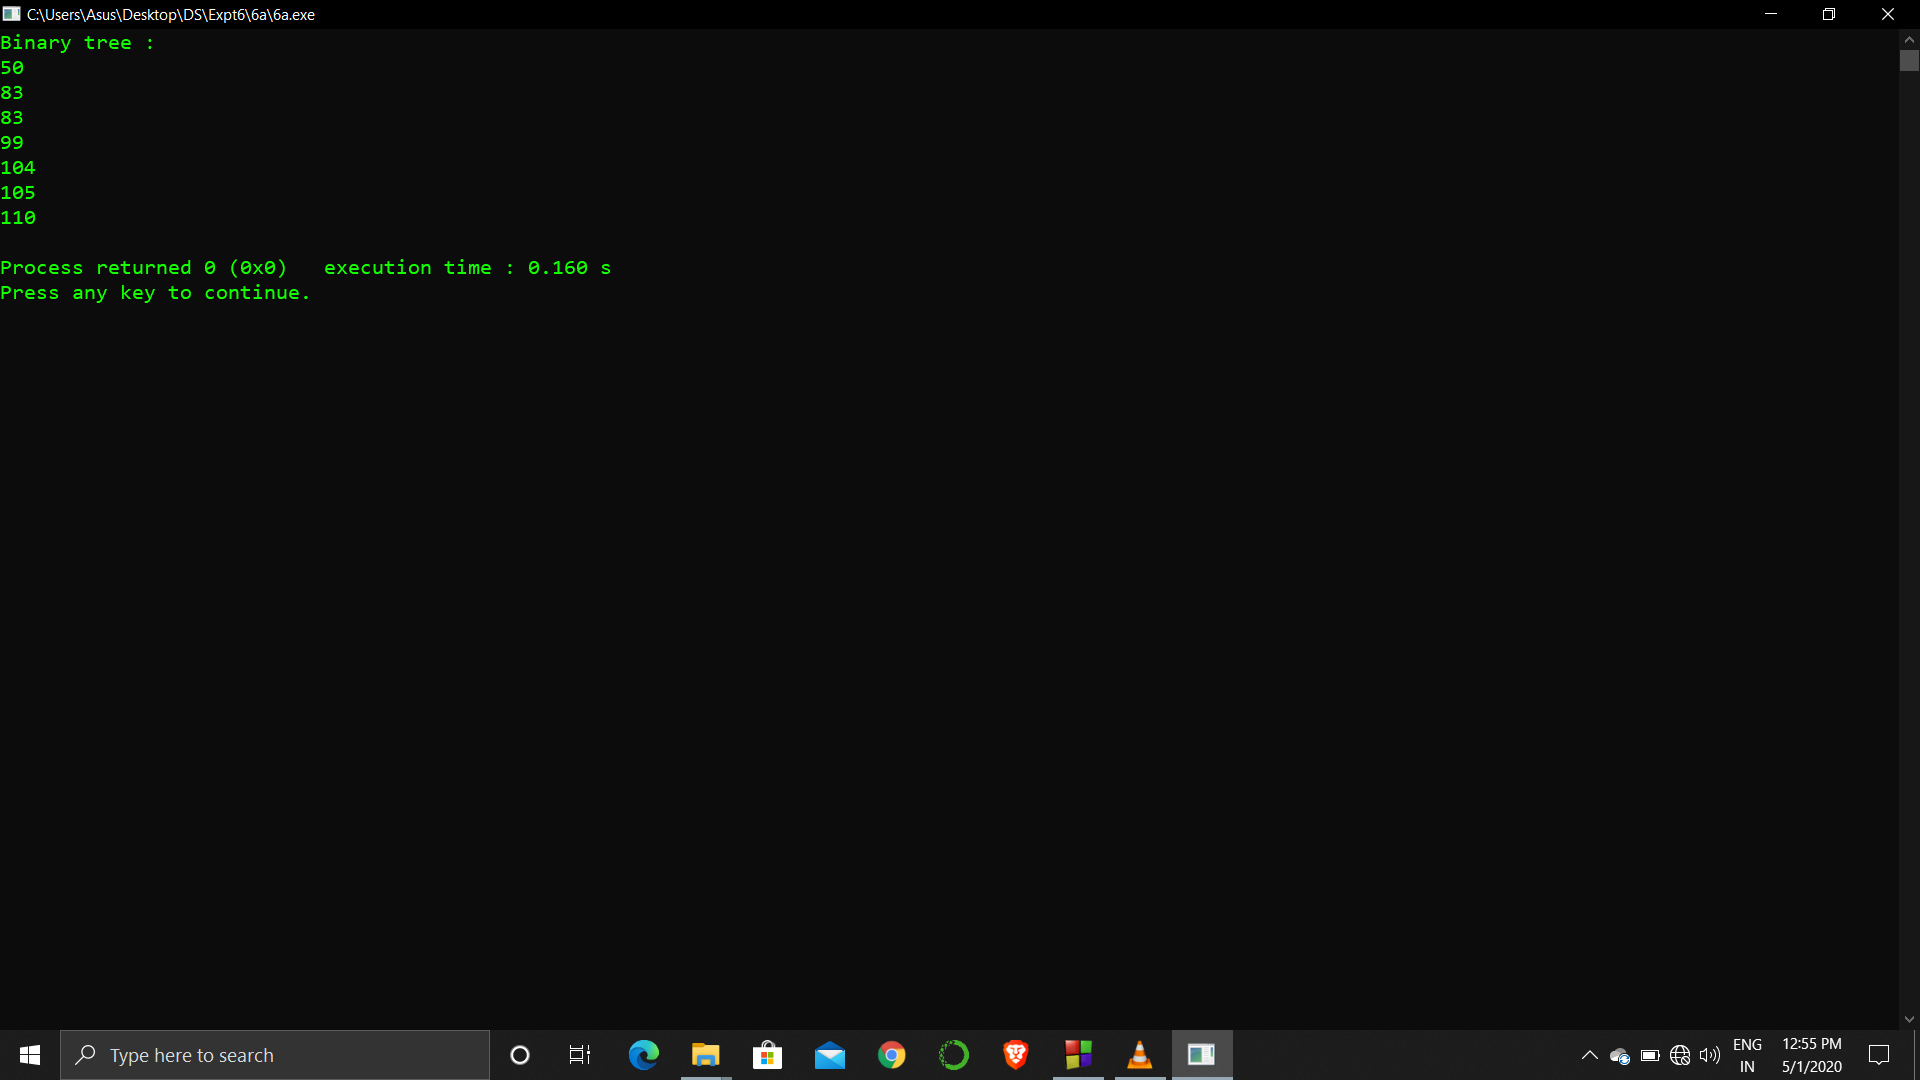 C:\Users\Asus\Desktop\DS\Expt6\6a\6a.exe
Binary tree :
50
83
83
99
104
105
110
Process returned 0 (0x0)   execution time : 0.160 s
Press any key to continue.
Type here to search
ENG
IN
12:55 PM
5/1/2020